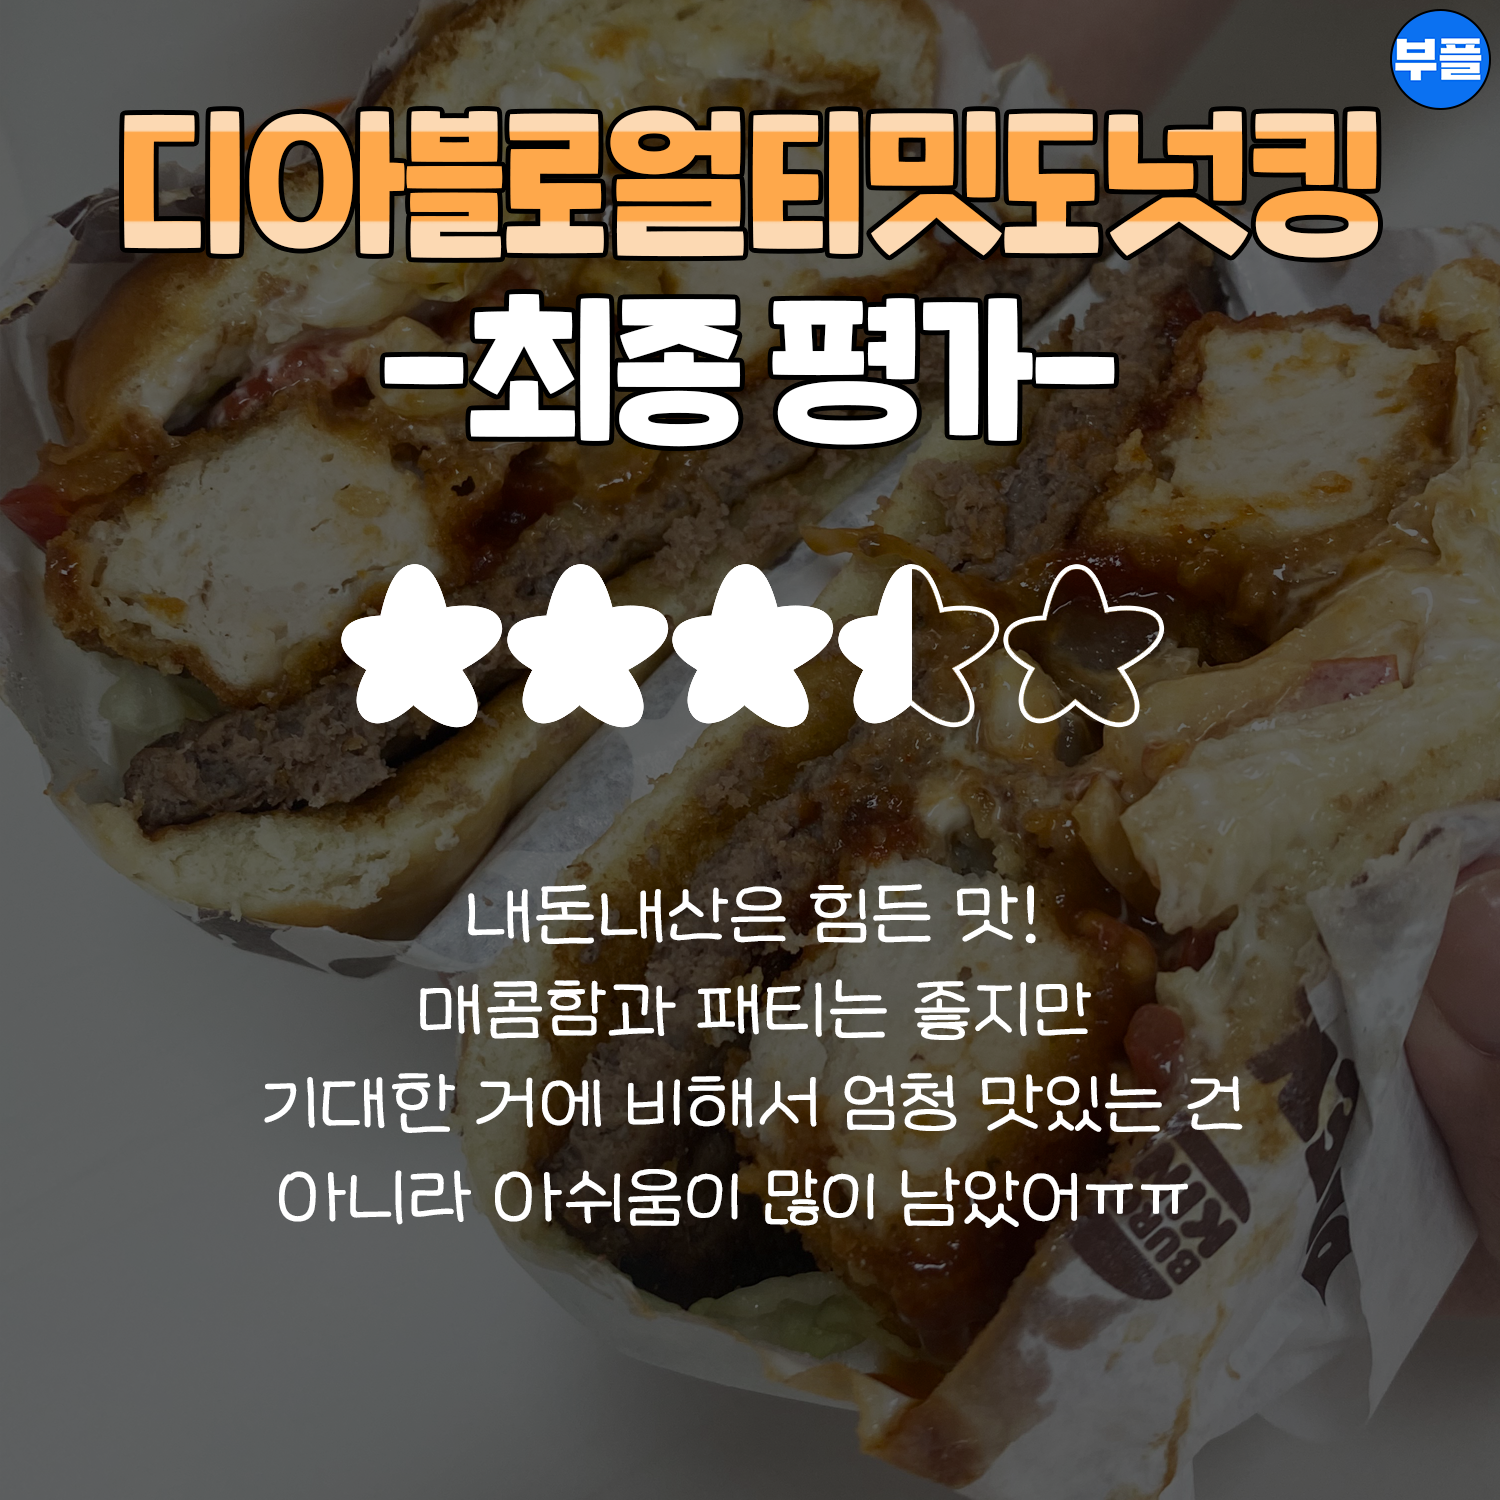 부플
디아블로얼티밋도넛킹
-최종 평가-
내돈내산은 힘든 맛!
매콤함과 패티는 좋지만
기대한 거에 비해서 엄청 맛있는 건
아니라 아쉬움이 많이 남았어ㅠㅠ
BUR
KIN